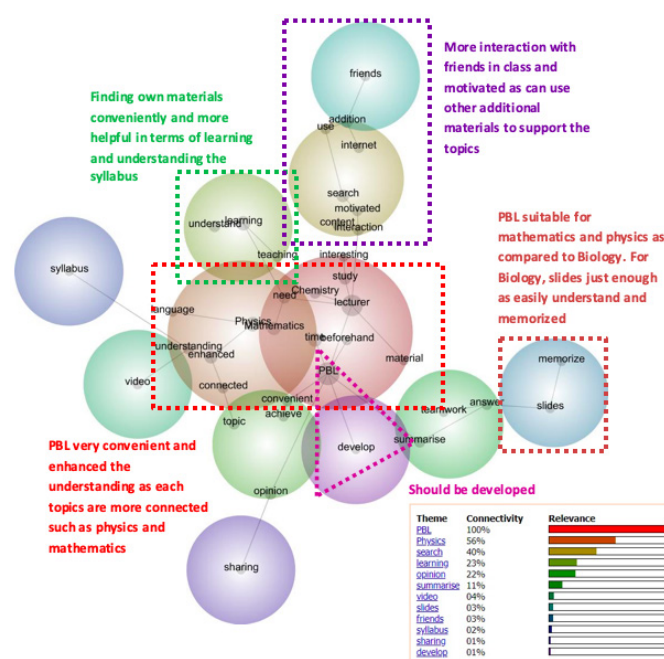 friends
addition
use
internet
search
motivated
content
interaction
More interaction with
friends in class and
motivated as can use
other additional
materials to support the
topics
Finding own materials
conveniently and more
helpful in terms of learning
and understanding the
syllabus
learning
understand
teaching
interesting
study
Chemistry
need
lecturer
syllabus
language
Physics
Mathematics
time
beforehand
understanding
enhanced
material
PBL
video
connected
convenient
achieve
topic
develop
opinion
sharing
PBL suitable for
mathematics and physics as
compared to Biology. For
Biology, slides just enough
as easily understand and
memorized
memorize
slides
answer
teamwork
summarise
PBL very convenient and
enhanced the
understanding as each
topics are more connected
such as physics and
mathematics
Should be developed
Theme Connectivity Relevance
PBL 100%
Physics 56%
search 40%
learning 23%
opinion 22%
summarise 11%
video 04%
slides 03%
friends 03%
syllabus 02%
sharing 01%
develop 01%